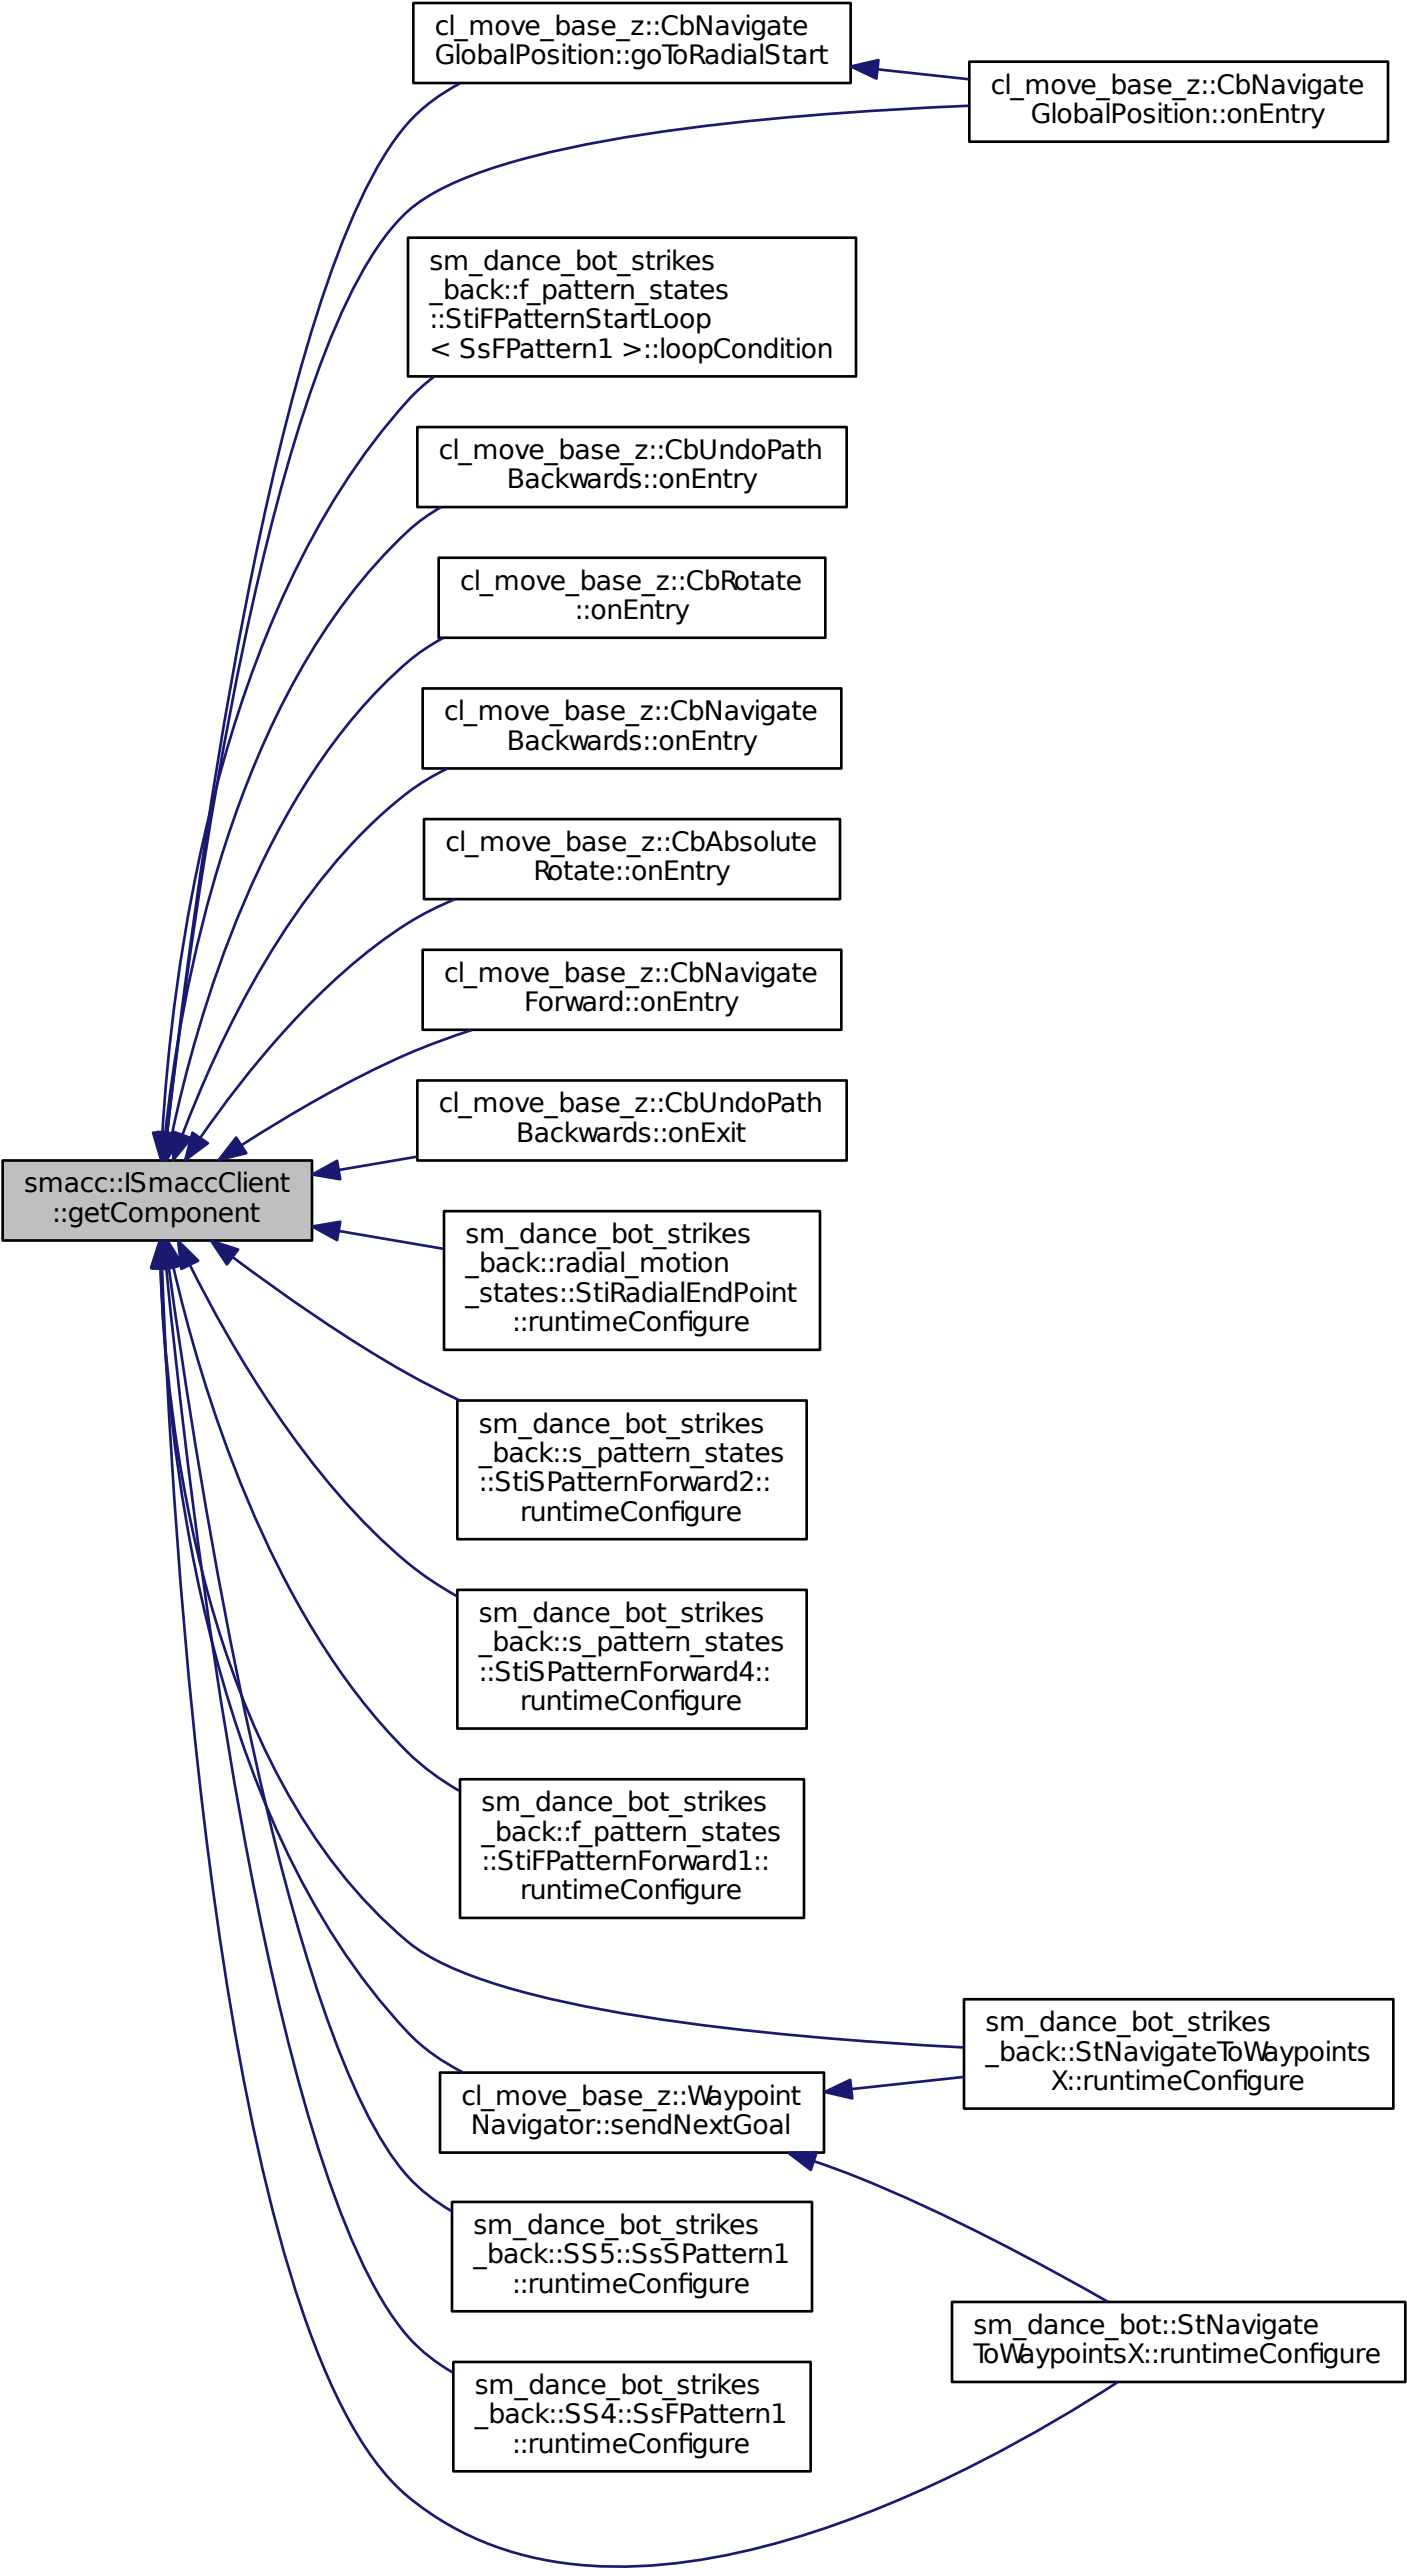 cl_move_base_z::CbNavigate
GlobalPosition::goToRadialStart
cl_move_base_z::CbNavigate
GlobalPosition::onEntry
sm_dance_bot_strikes
_back::f_pattern_states
::StiFPatternStartLoop
< SsFPattern1 >::loopCondition
cl_move_base_z::CbUndoPath
Backwards::onEntry
cl_move_base_z::CbRotate
::onEntry
cl_move_base_z::CbNavigate
Backwards::onEntry
cl_move_base_z::CbAbsolute
Rotate::onEntry
cl_move_base_z::CbNavigate
Forward::onEntry
cl_move_base_z::CbUndoPath
Backwards::onExit
smacc::ISmaccClient
::getComponent
sm_dance_bot_strikes
_back::radial_motion
_states::StiRadialEndPoint
::runtimeConfigure
sm_dance_bot_strikes
_back::s_pattern_states
::StiSPatternForward2::
runtimeConfigure
sm_dance_bot_strikes
_back::s_pattern_states
::StiSPatternForward4::
runtimeConfigure
sm_dance_bot_strikes
_back::f_pattern_states
::StiFPatternForward1::
runtimeConfigure
sm_dance_bot_strikes
_back::StNavigateToWaypoints
X::runtimeConfigure
cl_move_base_z::Waypoint
Navigator::sendNextGoal
sm_dance_bot_strikes
_back::SS5::SsSPattern1
::runtimeConfigure
sm_dance_bot::StNavigate
ToWaypointsX::runtimeConfigure
sm_dance_bot_strikes
_back::SS4::SsFPattern1
::runtimeConfigure